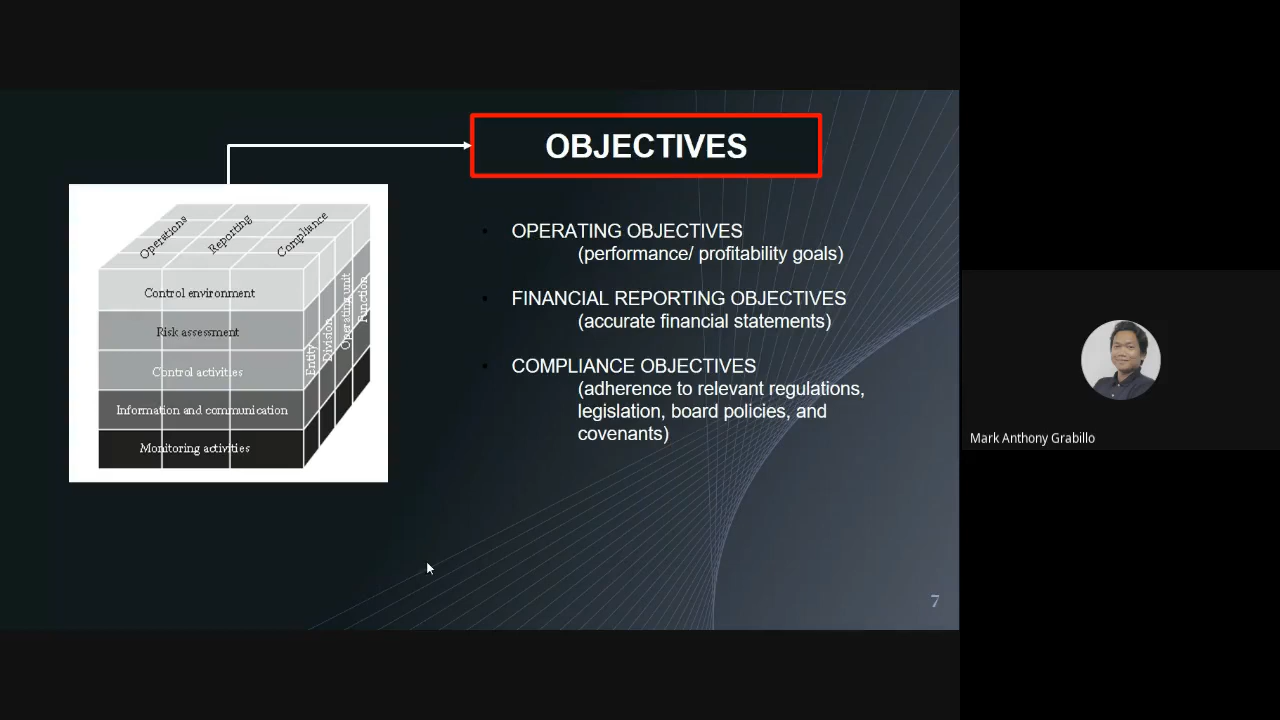 OBJECTIVES
Operations
Reporting
Compliance
Control environment
Risk assessment
Control activities
Information and communication
Monitoring activities
Entity
Division
Operating unit
Function
• OPERATING OBJECTIVES
(performance/ profitability goals)
• FINANCIAL REPORTING OBJECTIVES
(accurate financial statements)
• COMPLIANCE OBJECTIVES
(adherence to relevant regulations,
legislation, board policies, and
covenants)
7
Mark Anthony Grabillo